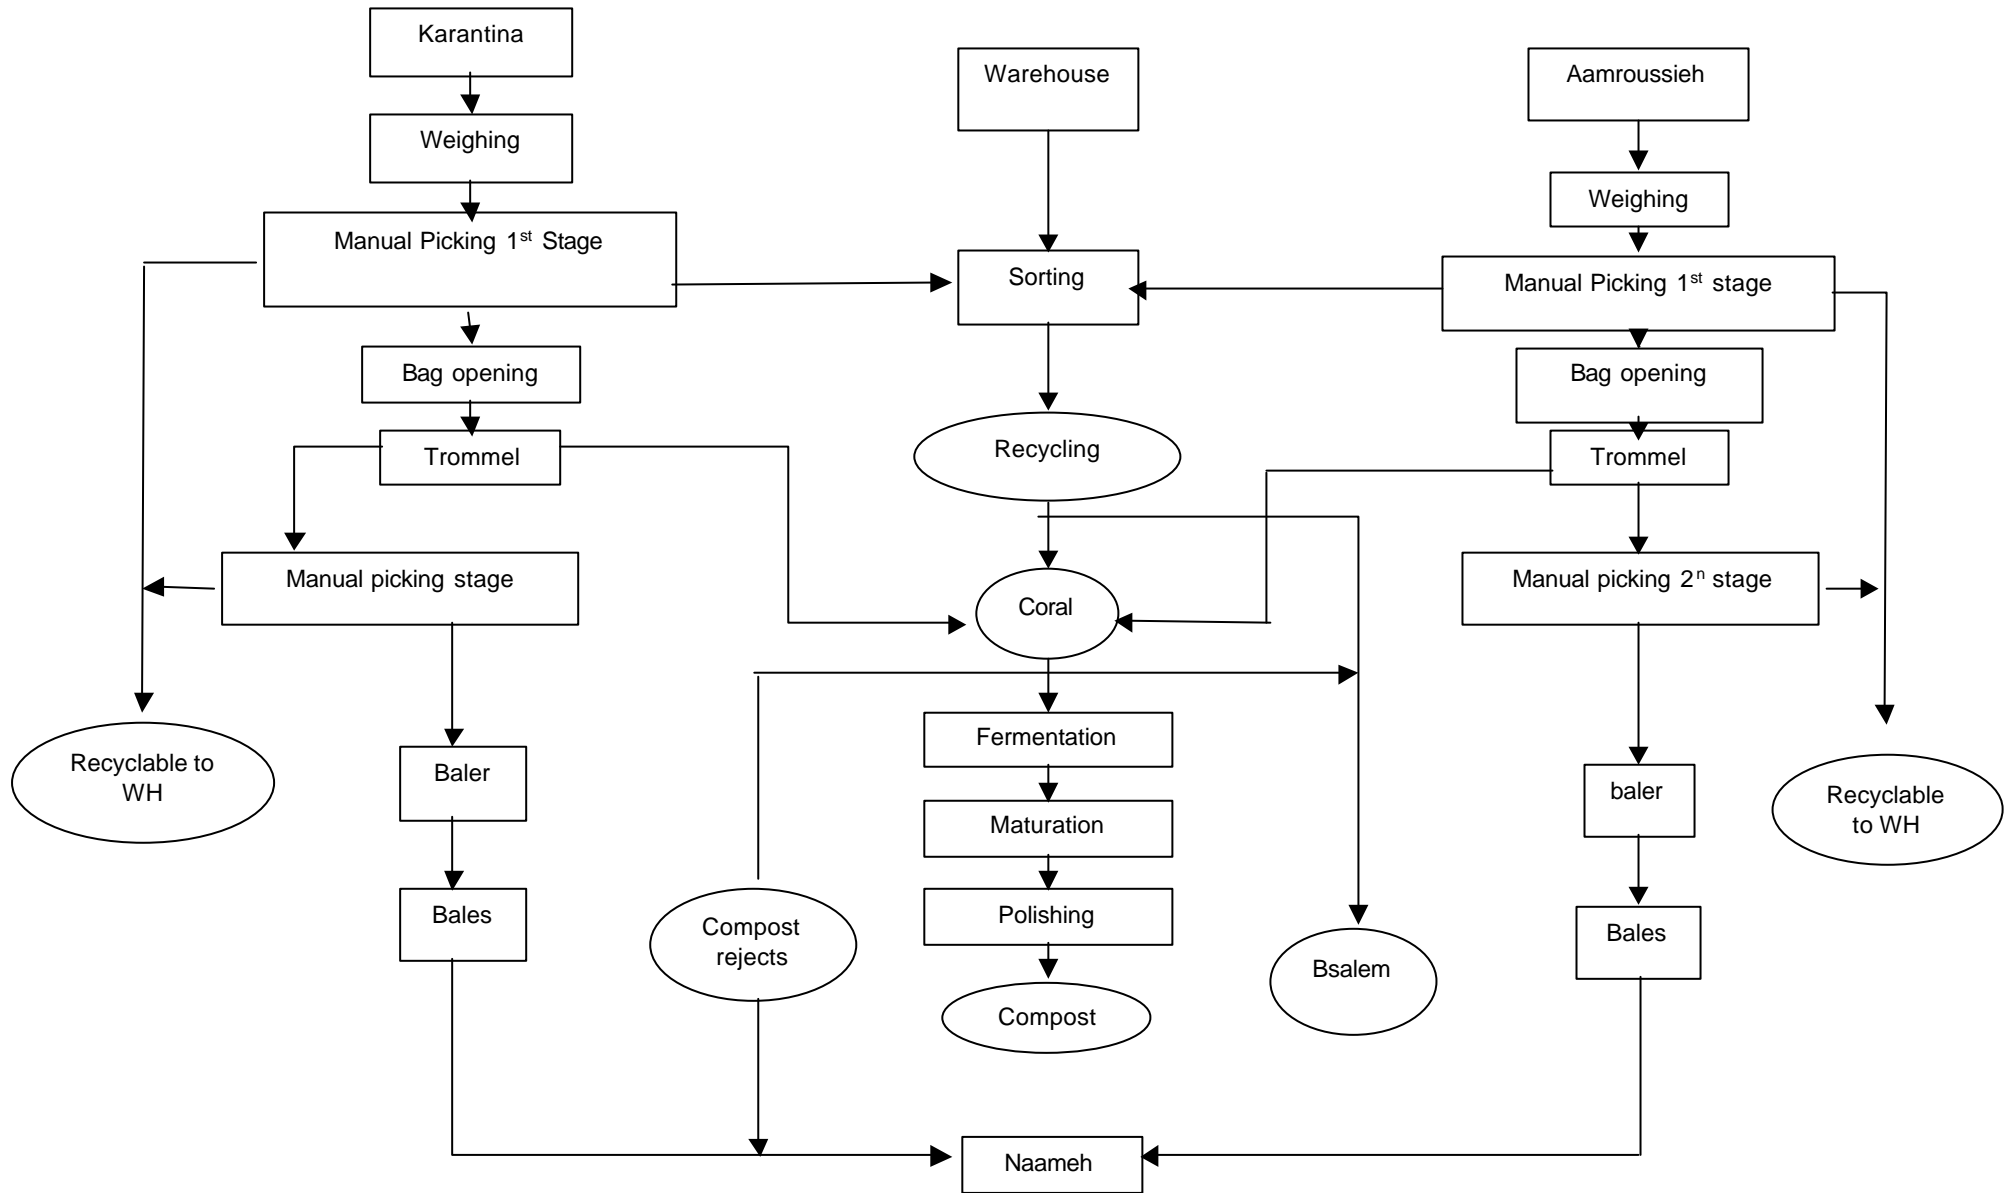 Karantina
Warehouse
Aamroussieh
Weighing
Weighing
Manual Picking 1st Stage
Sorting
Manual Picking 1st stage
Bag opening
Bag opening
Recycling
Trommel
Trommel
Manual picking stage
Manual picking 2n stage
Coral
Fermentation
Recyclable to
WH
Baler
baler
Recyclable
to WH
Maturation
Bales
Compost
rejects
Polishing
Bales
Bsalem
Compost
Naameh